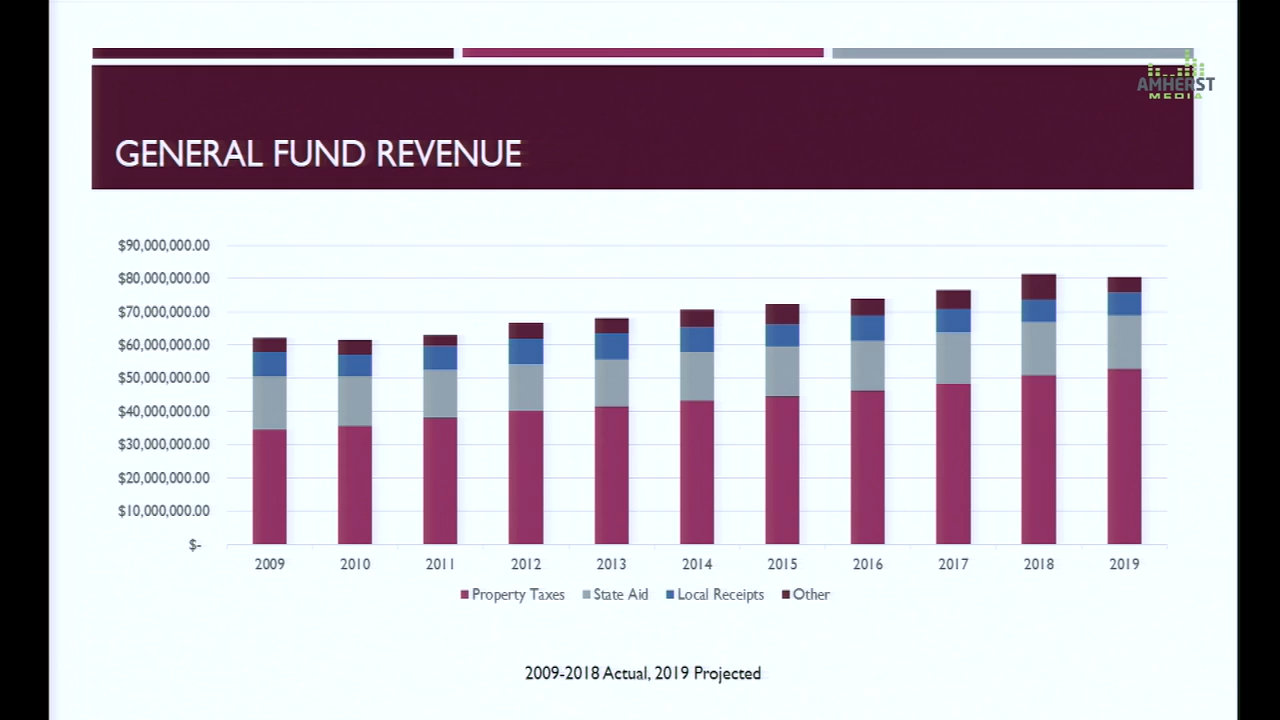 AMHERST
MEDIA
GENERAL FUND REVENUE
$90,000,000.00
$80,000,000.00
$70,000,000.00
$60,000,000.00
$50,000,000.00
$40,000,000.00
$30,000,000.00
$20,000,000.00
$10,000,000.00
$-
2009 2010 2011 2012 2013 2014 2015 2016 2017 2018 2019
Property Taxes State Aid Local Receipts Other
2009-2018 Actual, 2019 Projected